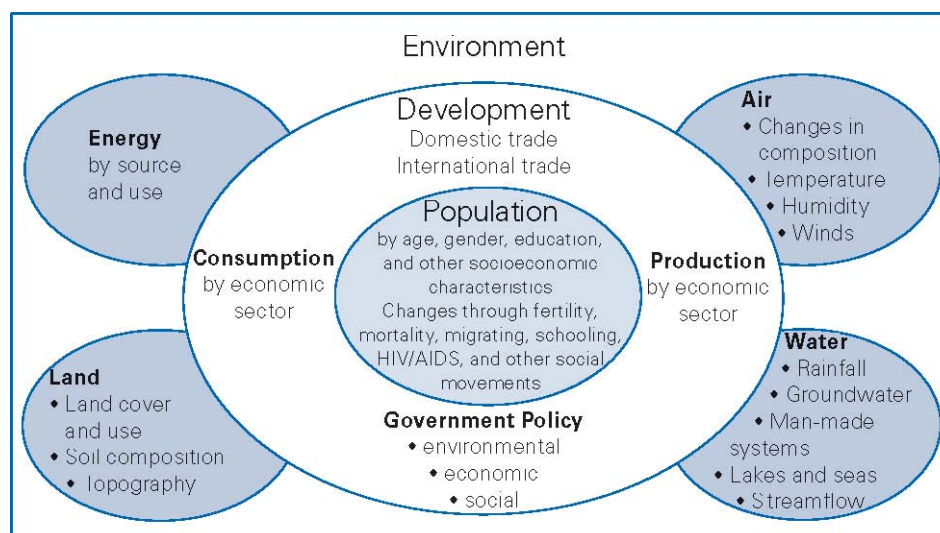 Environment
Development
Domestic trade
International trade
Energy
by source
and use
Air
• Changes in
composition
• Temperature
• Humidity
• Winds
Population
by age, gender, education,
and other socioeconomic
characteristics
Changes through fertility,
mortality, migrating, schooling,
HIV/AIDS, and other social
movements
Consumption
by economic
sector
Production
by economic
sector
Land
• Land cover
and use
• Soil composition
• Topography
Government Policy
• environmental
• economic
• social
Water
• Rainfall
• Groundwater
• Man-made
systems
• Lakes and seas
• Streamflow